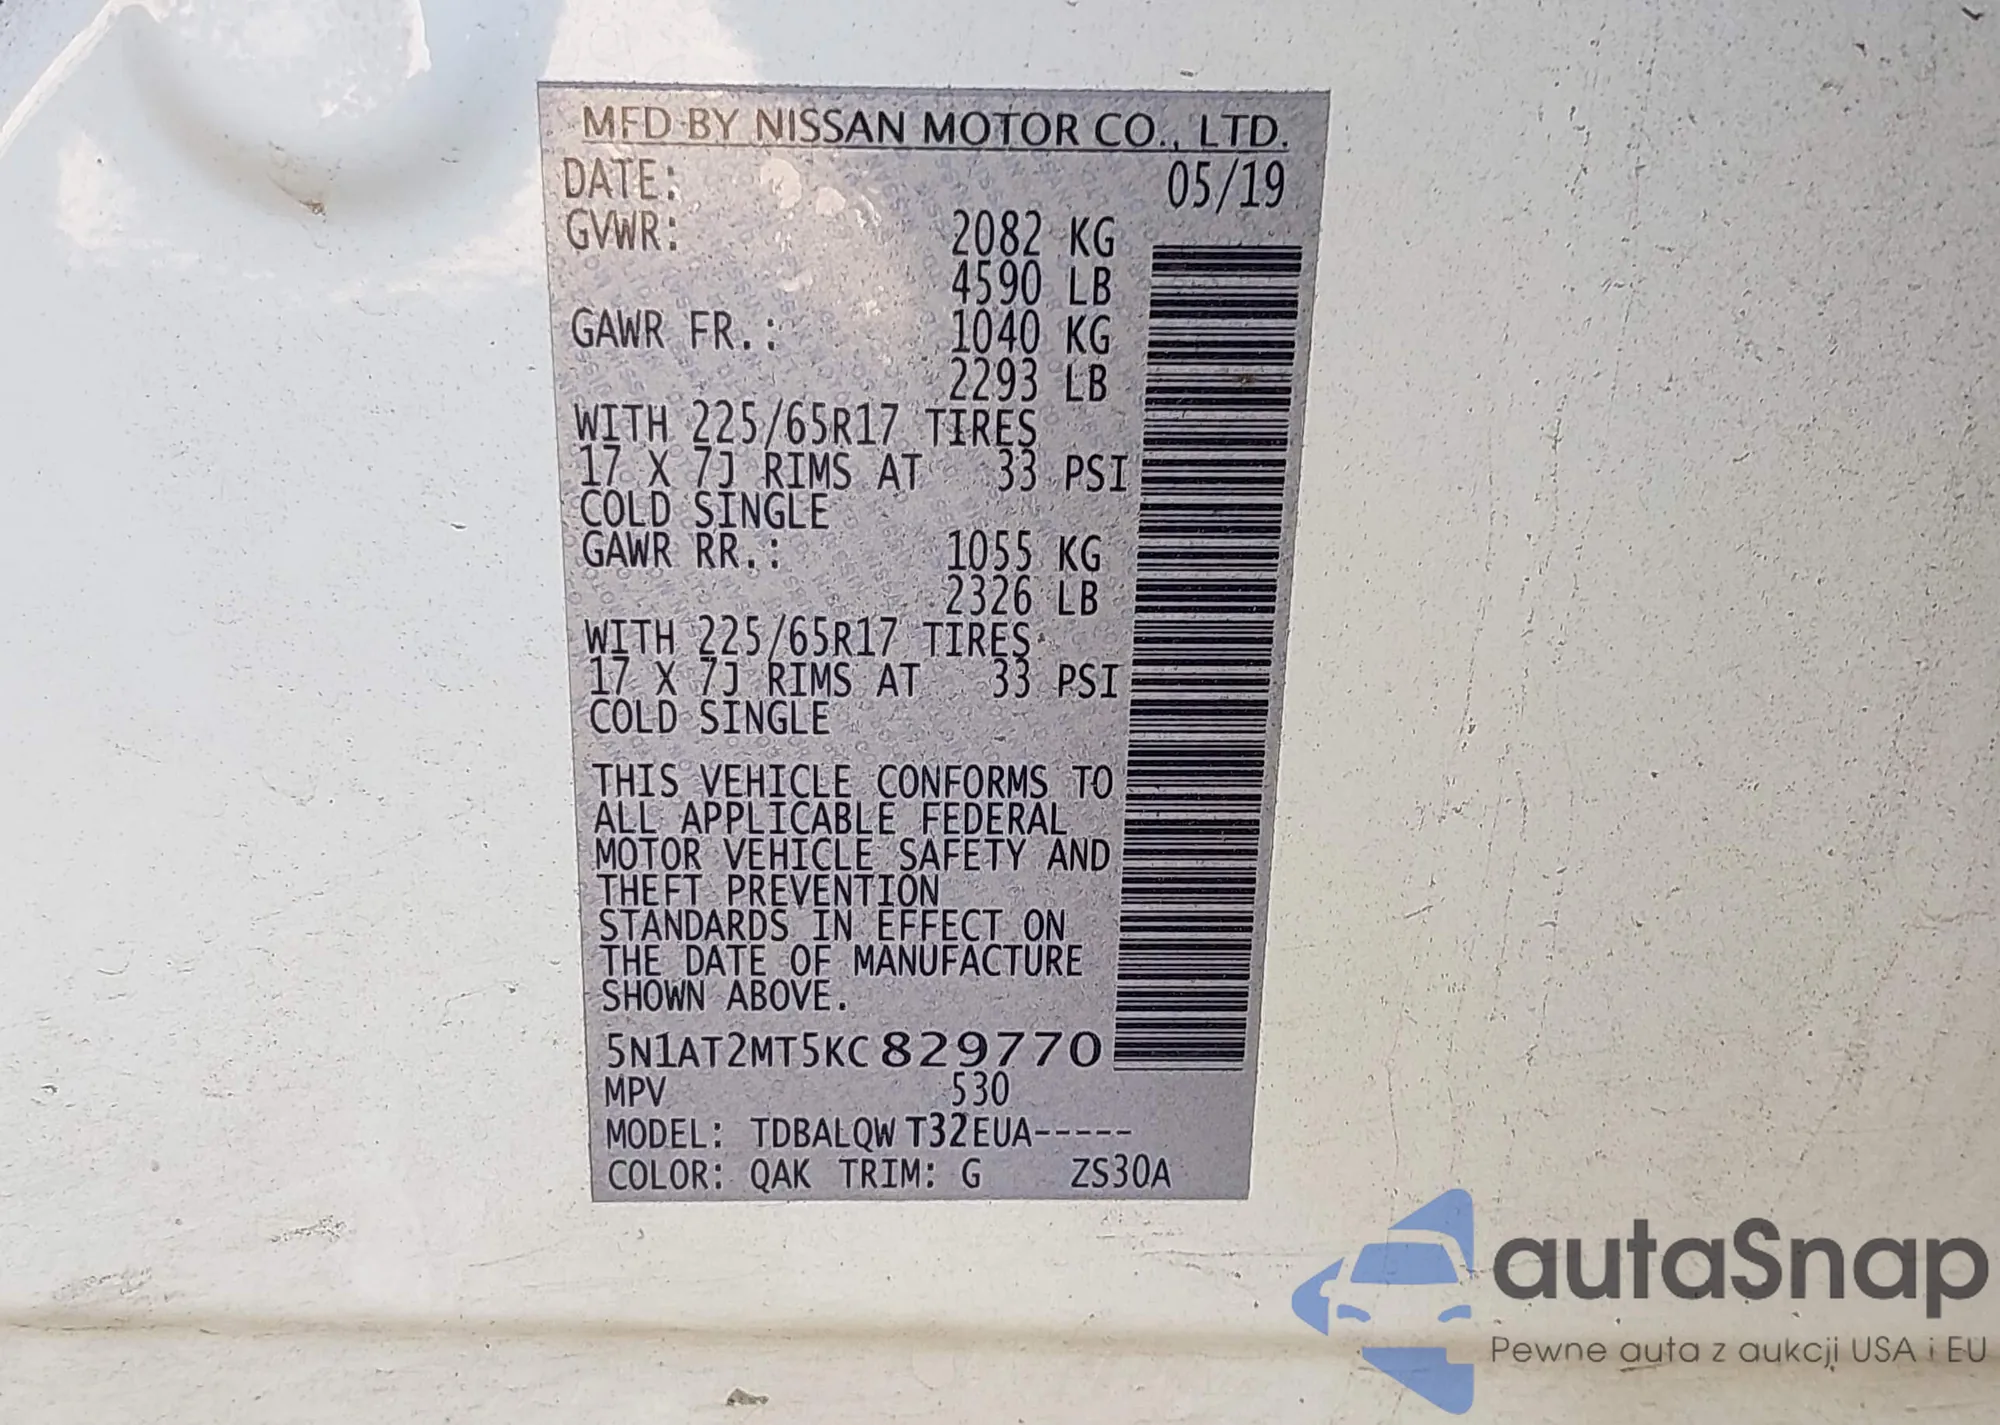 MFD BY NISSAN MOTOR CO., LTD.
DATE: 05/19
GVWR: 2082 KG
4590 LB
GAWR FR.: 1040 KG
2293 LB
WITH 225/65R17 TIRES
17 X 7J RIMS AT 33 PSI
COLD SINGLE
GAWR RR.: 1055 KG
2326 LB
WITH 225/65R17 TIRES
17 X 7J RIMS AT 33 PSI
COLD SINGLE
THIS VEHICLE CONFORMS TO
ALL APPLICABLE FEDERAL
MOTOR VEHICLE SAFETY AND
THEFT PREVENTION
STANDARDS IN EFFECT ON
THE DATE OF MANUFACTURE
SHOWN ABOVE.
5N1AT2MT5KC829770
MPV 530
MODEL: TDBALQWT32EUA-----
COLOR: QAK TRIM: G ZS30A
autaSnap
Pewne auta z aukcji USA i EU